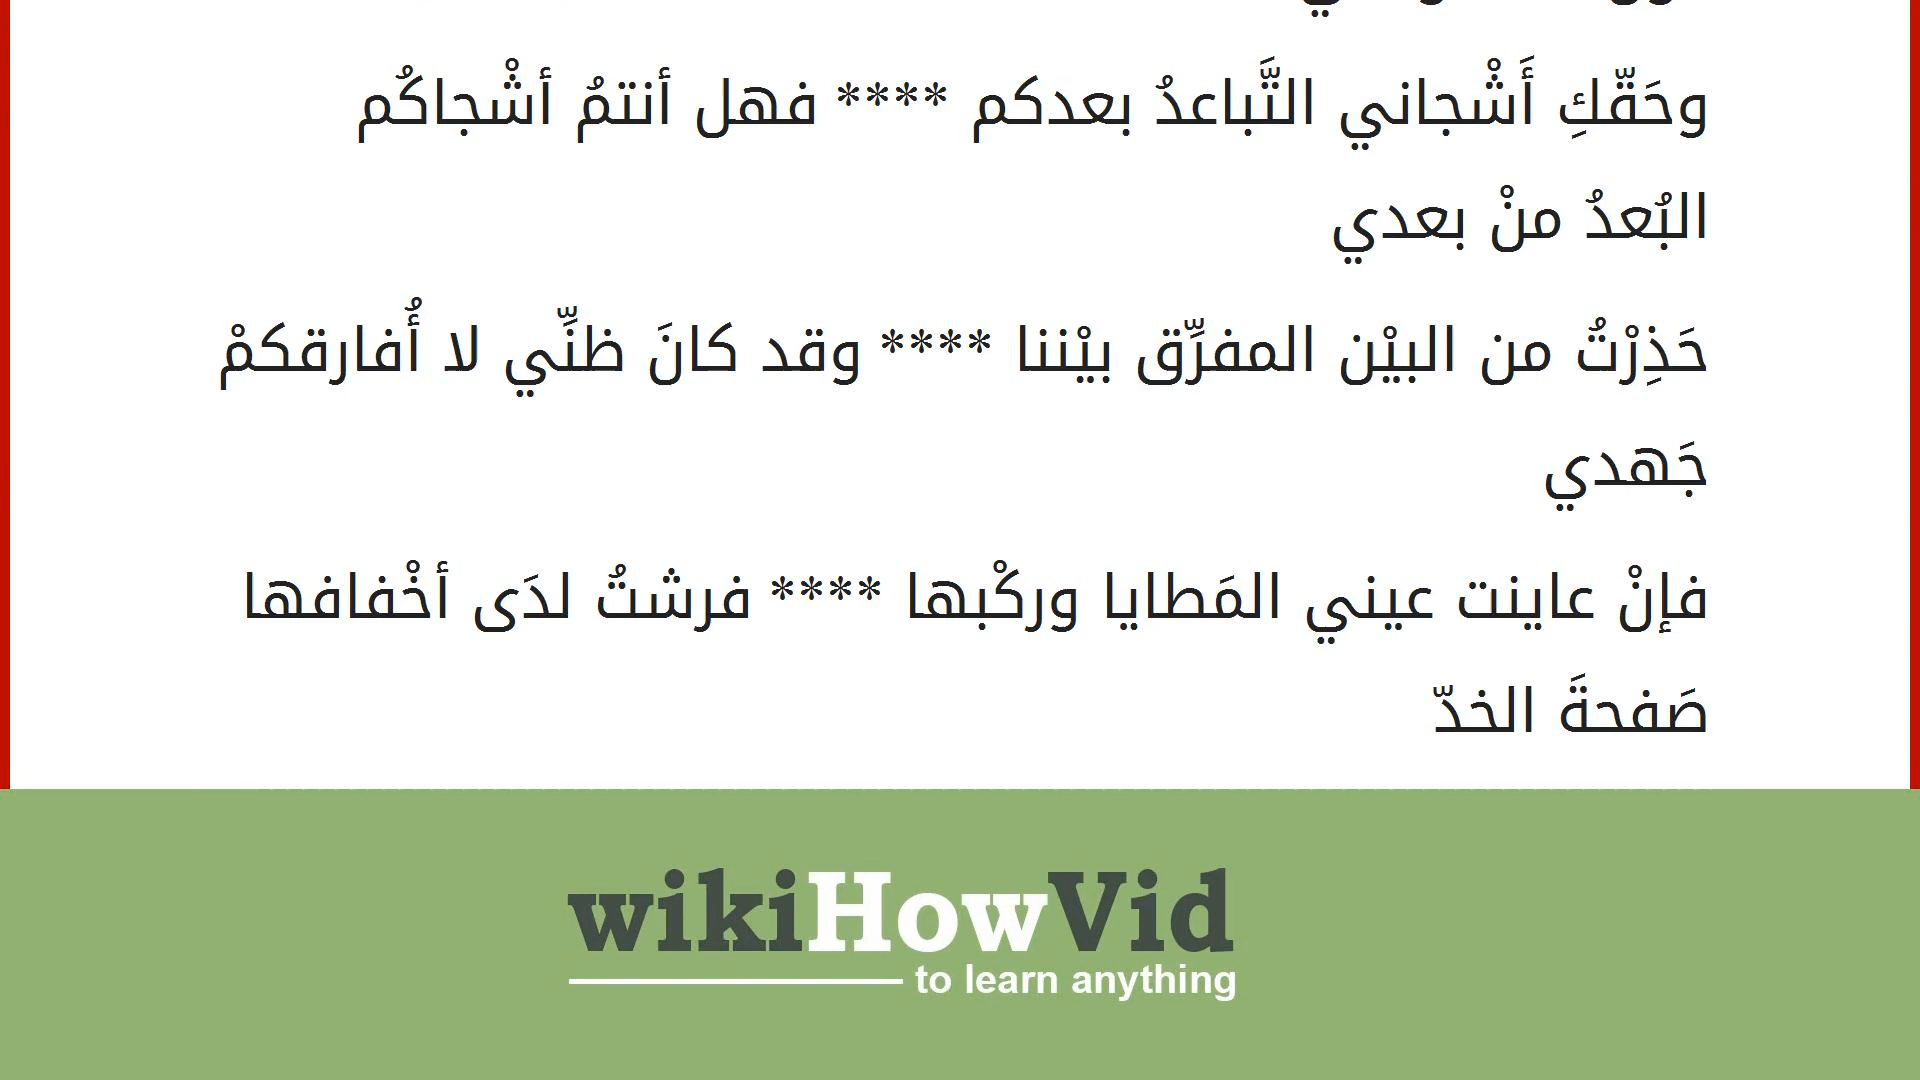 وحَقّكِ أَشْجاني التَّباعدُ بعدكم **** فهل أنتمُ أشْجاكُم
البُعدُ منْ بعدي
حَذِرْتُ من البيْن المفرِّق بيْننا **** وقد كانَ ظنِّي لا أُفارقكمْ
جَهدي
فإنْ عاينت عيني المَطايا وركْبها **** فرشتُ لدَى أخْفافها
صَفحةَ الخدّ
wikiHowVid
to learn anything